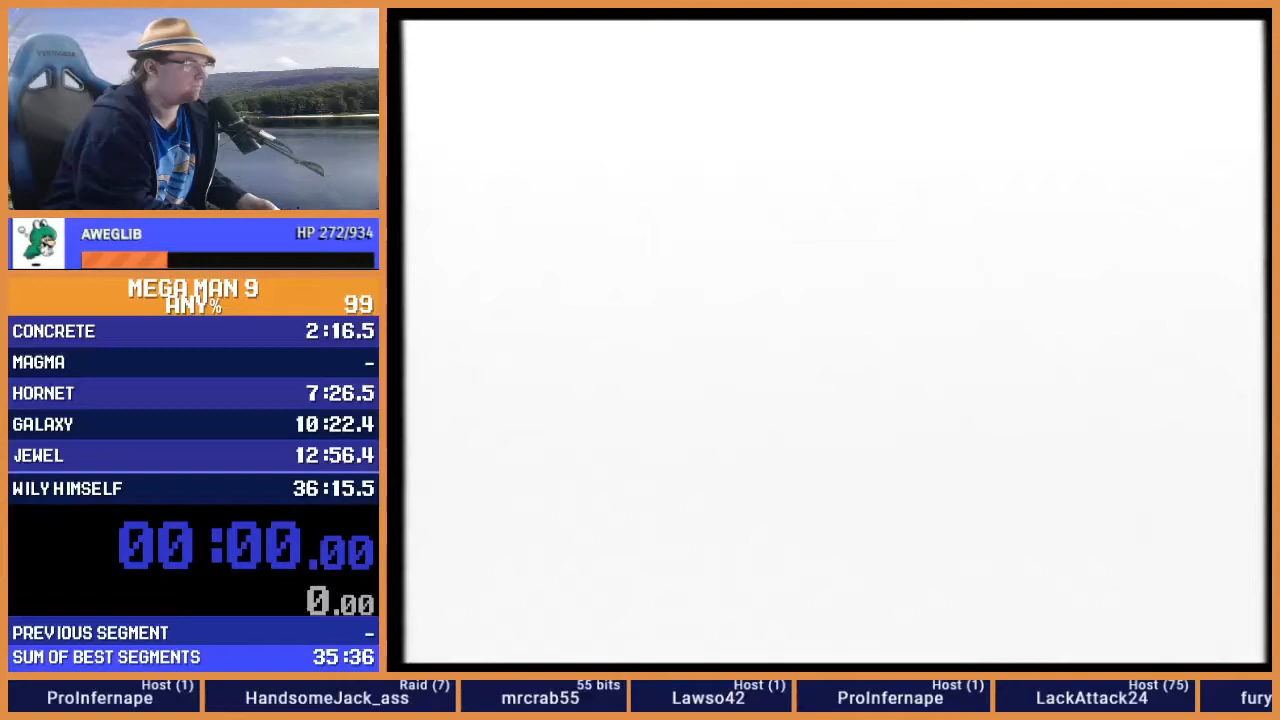 AWEGLIB HP 272/934
MEGA MAN 9
ANY% 99
CONCRETE 2:16.5
MAGMA -
HORNET 7:26.5
GALAXY 10:22.4
JEWEL 12:56.4
WILY HIMSELF 36:15.5
00:00.00
0.00
PREVIOUS SEGMENT -
SUM OF BEST SEGMENTS 35:36
Host (1) Raid (7) 55 bits Host (1) Host (1) Host (75)
ProInfernape HandsomeJack_ass mrcrab55 Lawso42 ProInfernape LackAttack24 fury